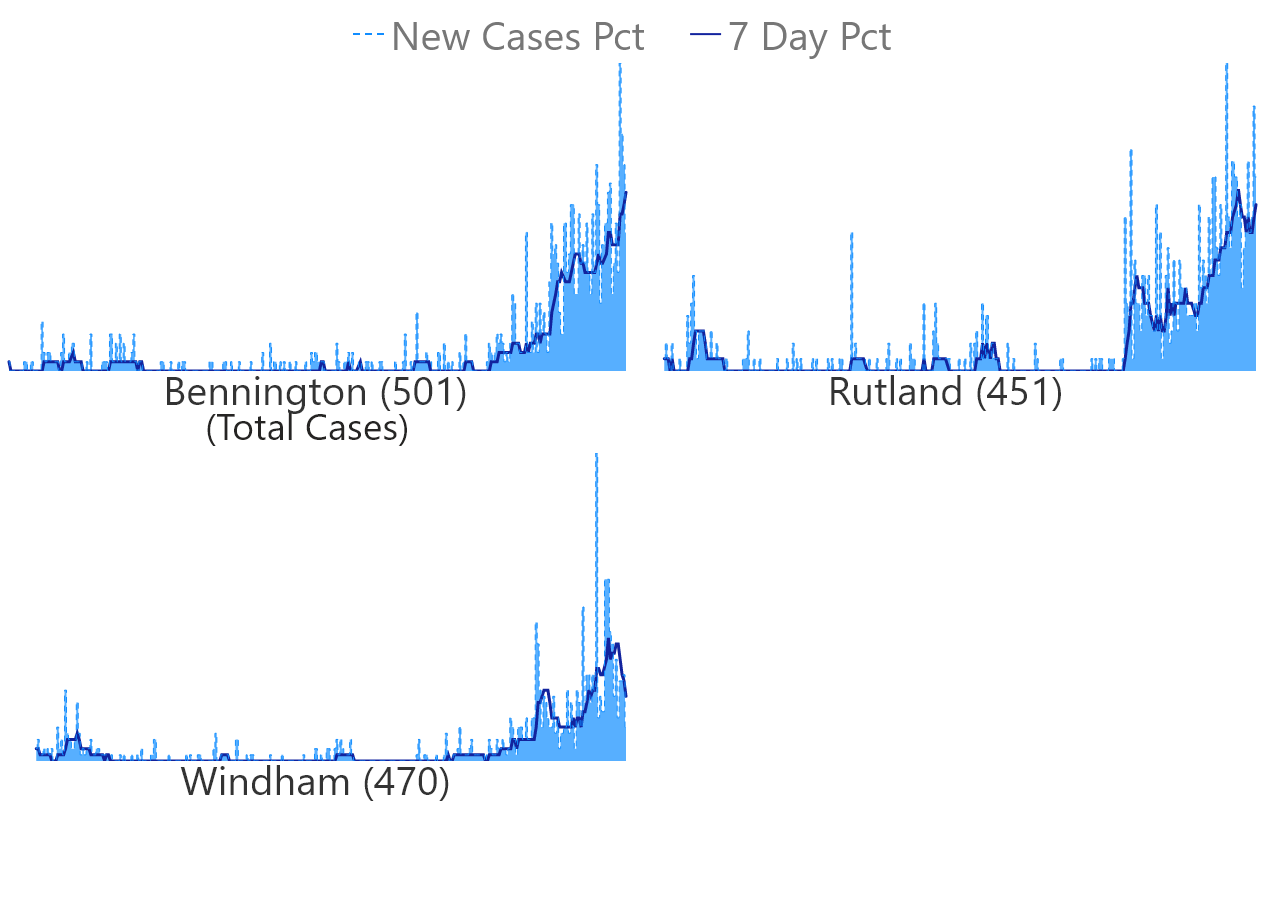 New Cases Pct 7 Day Pct
Bennington (501)
(Total Cases)
Rutland (451)
Windham (470)